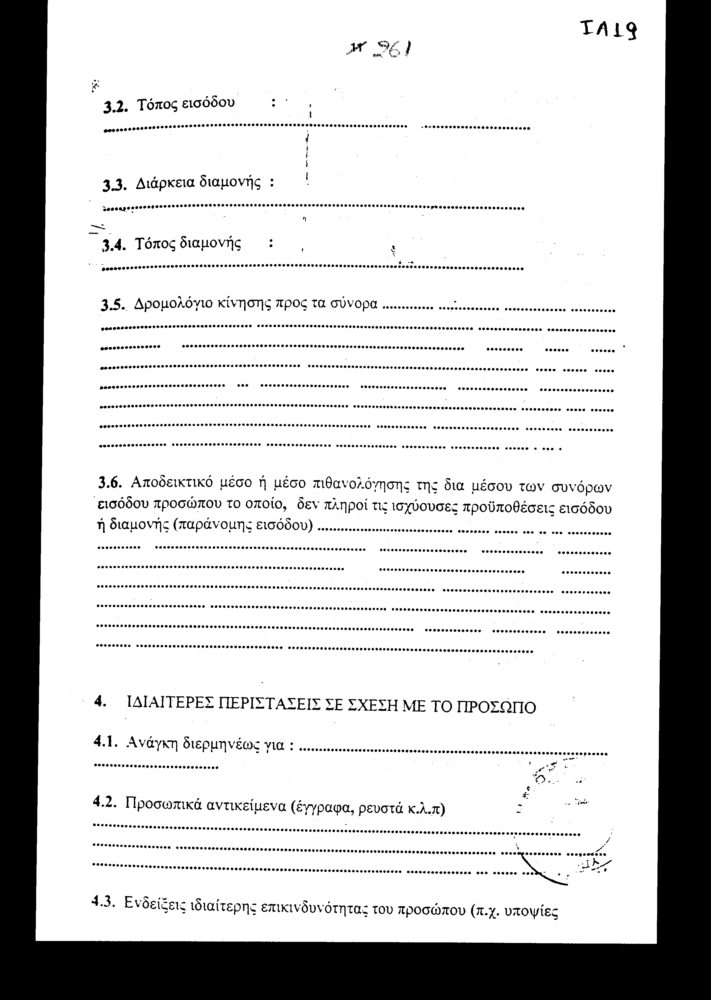 261
3.2. Τόπος εισόδου :
3.3. Διάρκεια διαμονής :
3.4. Τόπος διαμονής :
3.5. Δρομολόγιο κίνησης προς τα σύνορα ..........
3.6. Αποδεικτικό μέσο ή μέσο πιθανολόγησης της δια μέσου των συνόρων
εισόδου προσώπου το οποίο, δεν πληροί τις ισχύουσες προϋποθέσεις εισόδου
ή διαμονής (παράνομης εισόδου) ..........
4. ΙΔΙΑΙΤΕΡΕΣ ΠΕΡΙΣΤΑΣΕΙΣ ΣΕ ΣΧΕΣΗ ΜΕ ΤΟ ΠΡΟΣΩΠΟ
4.1. Ανάγκη διερμηνέως για : ..........
4.2. Προσωπικά αντικείμενα (έγγραφα, ρευστά κ.λ.π)
4.3. Ενδείξεις ιδιαίτερης επικινδυνότητας του προσώπου (π.χ. υποψίες